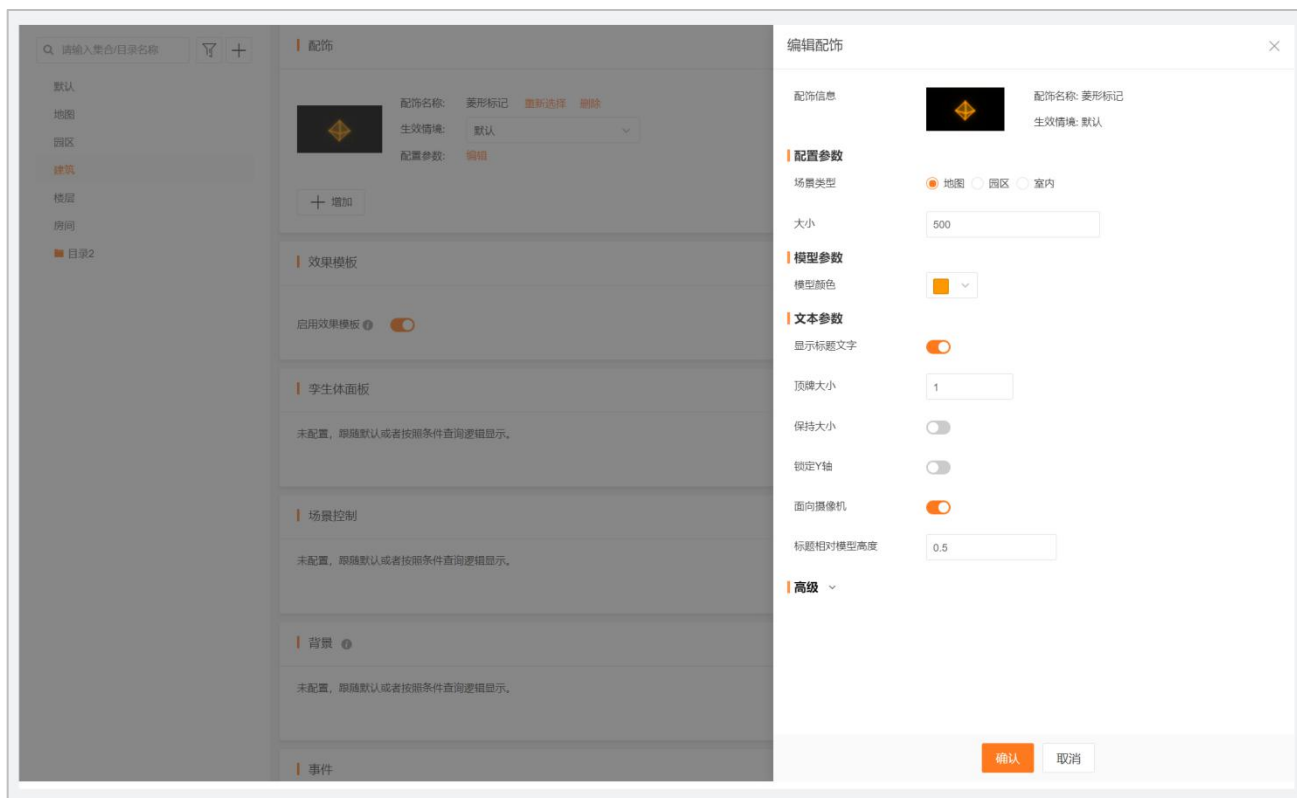 请输入集合/目录名称
默认
地图
园区
建筑
楼层
房间
目录2
配饰
配饰名称: 菱形标记 重新选择 删除
生效情境: 默认
配置参数: 编辑
增加
效果模板
启用效果模板
孪生体面板
未配置，跟随默认或者按照条件查询逻辑显示。
场景控制
未配置，跟随默认或者按照条件查询逻辑显示。
背景
未配置，跟随默认或者按照条件查询逻辑显示。
事件
编辑配饰
配饰信息
配饰名称: 菱形标记
生效情境: 默认
配置参数
场景类型 地图 园区 室内
大小 500
模型参数
模型颜色
文本参数
显示标题文字
顶牌大小 1
保持大小
锁定Y轴
面向摄像机
标题相对模型高度 0.5
高级
确认 取消